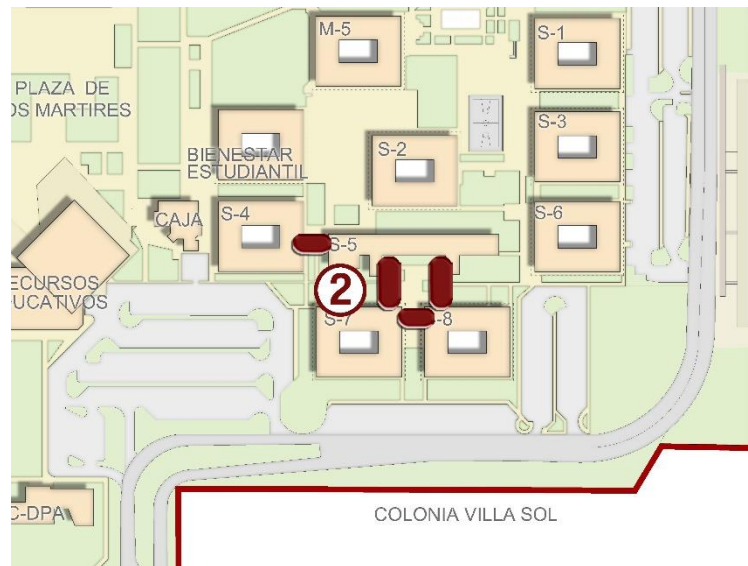 M-5
S-1
PLAZA DE
OS MARTIRES
S-3
BIENESTAR
ESTUDIANTIL
S-2
CAJA
S-4
S-6
S-5
ECURSOS
UCATIVOS
2
S-7
-8
C-DPA
COLONIA VILLA SOL